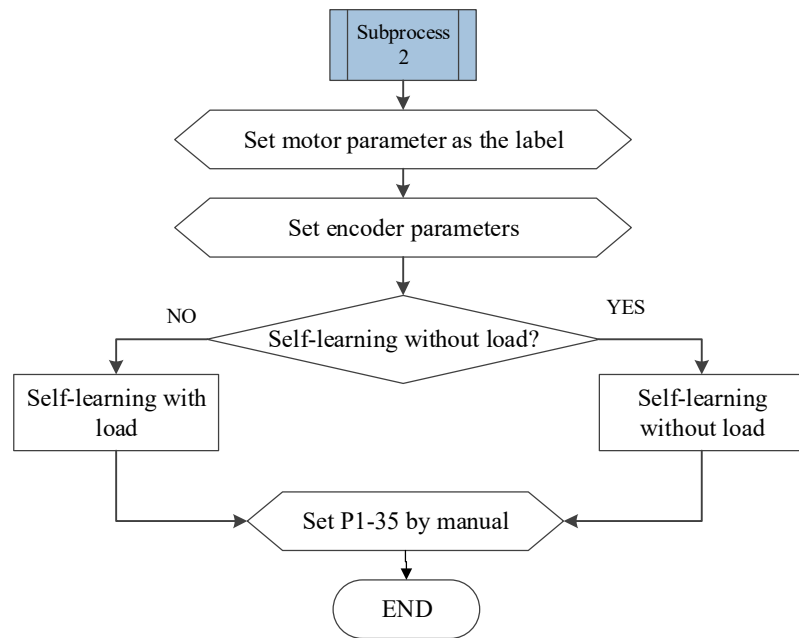 Subprocess
2
Set motor parameter as the label
Set encoder parameters
NO
YES
Self-learning without load?
Self-learning with
load
Self-learning
without load
Set P1-35 by manual
END